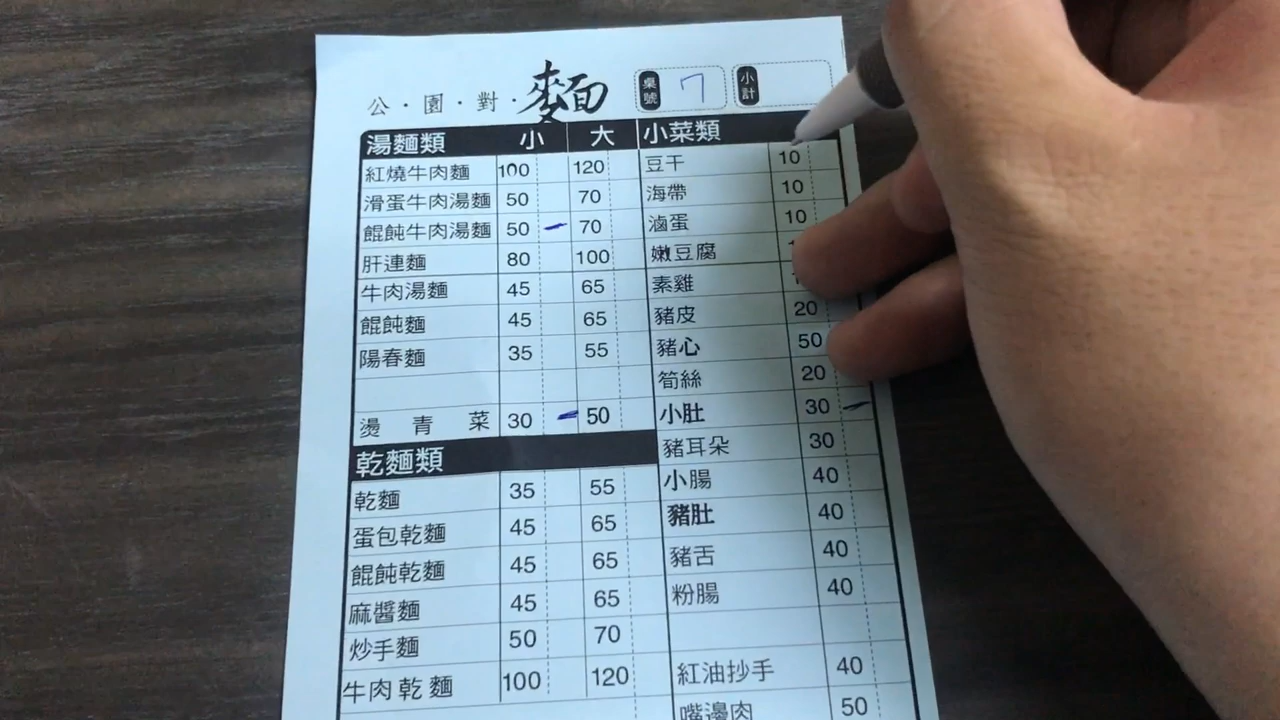 公・園・對・麵 桌號 7 小計
湯麵類 小 大
紅燒牛肉麵 100 120
滑蛋牛肉湯麵 50 70
餛飩牛肉湯麵 50 70
肝連麵 80 100
牛肉湯麵 45 65
餛飩麵 45 65
陽春麵 35 55
燙青菜 30 50
乾麵類
乾麵 35 55
蛋包乾麵 45 65
餛飩乾麵 45 65
麻醬麵 45 65
炒手麵 50 70
牛肉乾麵 100 120
小菜類
豆干 10
海帶 10
滷蛋 10
嫩豆腐
素雞
豬皮 20
豬心 50
筍絲 20
小肚 30
豬耳朵 30
小腸 40
豬肚 40
豬舌 40
粉腸 40
紅油抄手 40
嘴邊肉 50